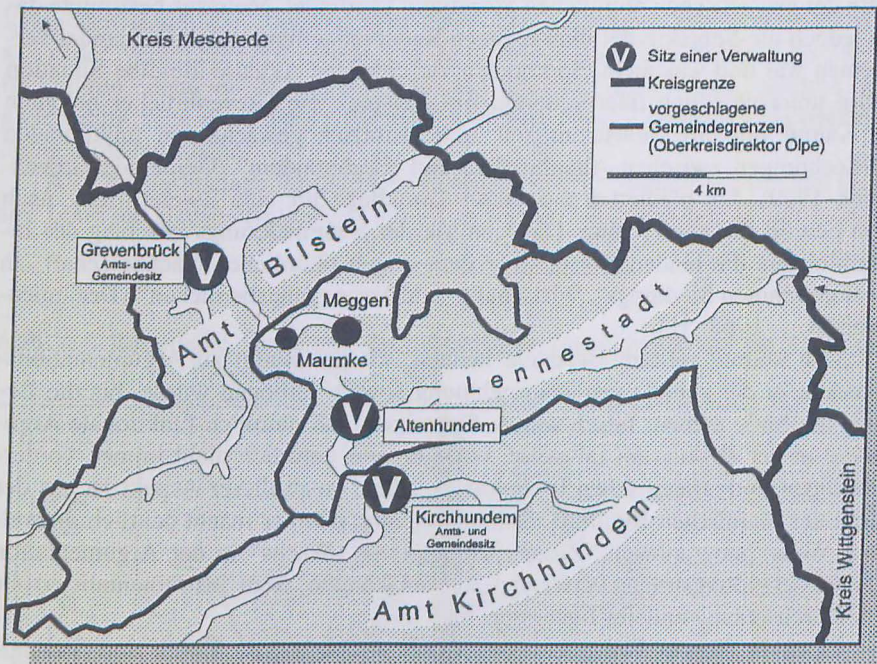 Kreis Meschede
V Sitz einer Verwaltung
Kreisgrenze
vorgeschlagene
Gemeindegrenzen
(Oberkreisdirektor Olpe)
4 km
Grevenbrück
Amts- und
Gemeindesitz
V
Amt Bilstein
Meggen
Maumke
Lennestadt
V
Altenhundem
V
Kirchhundem
Amts- und
Gemeindesitz
Amt Kirchhundem
Kreis Wittgenstein